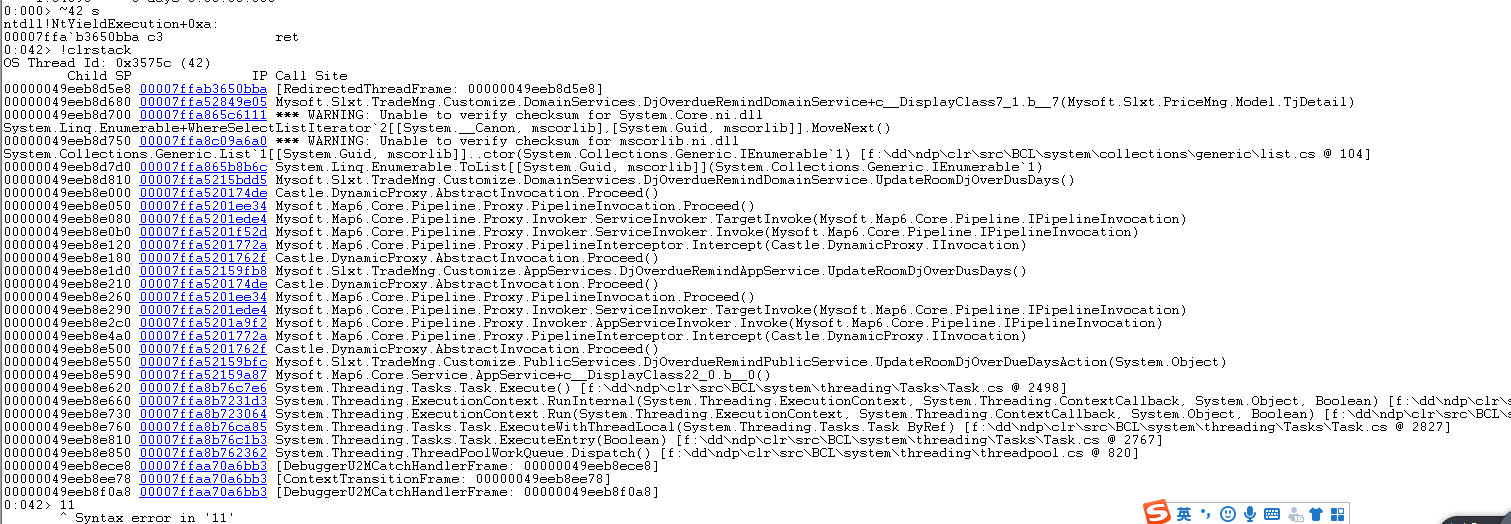 0:000> ~42 s
ntdll!NtYieldExecution+0xa:
00007ffa`b3650bba c3 ret
0:042> !clrstack
OS Thread Id: 0x3575c (42)
Child SP IP Call Site
00000049eeb8d5e8 00007ffab3650bba [RedirectedThreadFrame: 00000049eeb8d5e8]
00000049eeb8d680 00007ffa52849e05 Mysoft.Slxt.TradeMng.Customize.DomainServices.DjOverdueRemindDomainService+c__DisplayClass7_1.b__7(Mysoft.Slxt.PriceMng.Model.TjDetail)
00000049eeb8d700 00007ffa865c6111 *** WARNING: Unable to verify checksum for System.Core.ni.dll
System.Linq.Enumerable+WhereSelectListIterator`2[[System.__Canon, mscorlib],[System.Guid, mscorlib]].MoveNext()
00000049eeb8d750 00007ffa8c09a6a0 *** WARNING: Unable to verify checksum for mscorlib.ni.dll
System.Collections.Generic.List`1[[System.Guid, mscorlib]]..ctor(System.Collections.Generic.IEnumerable`1) [f:\dd\ndp\clr\src\BCL\system\collections\generic\list.cs @ 104]
00000049eeb8d7d0 00007ffa865b8b6c System.Linq.Enumerable.ToList[[System.Guid, mscorlib]](System.Collections.Generic.IEnumerable`1)
00000049eeb8d810 00007ffa5215bdd5 Mysoft.Slxt.TradeMng.Customize.DomainServices.DjOverdueRemindDomainService.UpdateRoomDjOverDusDays()
00000049eeb8e000 00007ffa520174de Castle.DynamicProxy.AbstractInvocation.Proceed()
00000049eeb8e050 00007ffa5201ee34 Mysoft.Map6.Core.Pipeline.Proxy.PipelineInvocation.Proceed()
00000049eeb8e080 00007ffa5201ede4 Mysoft.Map6.Core.Pipeline.Proxy.Invoker.ServiceInvoker.TargetInvoke(Mysoft.Map6.Core.Pipeline.IPipelineInvocation)
00000049eeb8e0b0 00007ffa5201f52d Mysoft.Map6.Core.Pipeline.Proxy.Invoker.ServiceInvoker.Invoke(Mysoft.Map6.Core.Pipeline.IPipelineInvocation)
00000049eeb8e120 00007ffa5201772a Mysoft.Map6.Core.Pipeline.Proxy.PipelineInterceptor.Intercept(Castle.DynamicProxy.IInvocation)
00000049eeb8e180 00007ffa5201762f Castle.DynamicProxy.AbstractInvocation.Proceed()
00000049eeb8e1d0 00007ffa52159fb8 Mysoft.Slxt.TradeMng.Customize.AppServices.DjOverdueRemindAppService.UpdateRoomDjOverDusDays()
00000049eeb8e210 00007ffa520174de Castle.DynamicProxy.AbstractInvocation.Proceed()
00000049eeb8e260 00007ffa5201ee34 Mysoft.Map6.Core.Pipeline.Proxy.PipelineInvocation.Proceed()
00000049eeb8e290 00007ffa5201ede4 Mysoft.Map6.Core.Pipeline.Proxy.Invoker.ServiceInvoker.TargetInvoke(Mysoft.Map6.Core.Pipeline.IPipelineInvocation)
00000049eeb8e2c0 00007ffa5201a9f2 Mysoft.Map6.Core.Pipeline.Proxy.Invoker.AppServiceInvoker.Invoke(Mysoft.Map6.Core.Pipeline.IPipelineInvocation)
00000049eeb8e4a0 00007ffa5201772a Mysoft.Map6.Core.Pipeline.Proxy.PipelineInterceptor.Intercept(Castle.DynamicProxy.IInvocation)
00000049eeb8e500 00007ffa5201762f Castle.DynamicProxy.AbstractInvocation.Proceed()
00000049eeb8e550 00007ffa52159bfc Mysoft.Slxt.TradeMng.Customize.PublicServices.DjOverdueRemindPublicService.UpdateRoomDjOverDueDaysAction(System.Object)
00000049eeb8e590 00007ffa52159a87 Mysoft.Map6.Core.Service.AppService+c__DisplayClass22_0.b__0()
00000049eeb8e620 00007ffa8b76c7e6 System.Threading.Tasks.Task.Execute() [f:\dd\ndp\clr\src\BCL\system\threading\Tasks\Task.cs @ 2498]
00000049eeb8e660 00007ffa8b7231d3 System.Threading.ExecutionContext.RunInternal(System.Threading.ExecutionContext, System.Threading.ContextCallback, System.Object, Boolean) [f:\dd\ndp\clr\src\BCL
00000049eeb8e730 00007ffa8b723064 System.Threading.ExecutionContext.Run(System.Threading.ExecutionContext, System.Threading.ContextCallback, System.Object, Boolean) [f:\dd\ndp\clr\src\BCL\syst
00000049eeb8e760 00007ffa8b76ca85 System.Threading.Tasks.Task.ExecuteWithThreadLocal(System.Threading.Tasks.Task ByRef) [f:\dd\ndp\clr\src\BCL\system\threading\Tasks\Task.cs @ 2827]
00000049eeb8e810 00007ffa8b76c1b3 System.Threading.Tasks.Task.ExecuteEntry(Boolean) [f:\dd\ndp\clr\src\BCL\system\threading\Tasks\Task.cs @ 2767]
00000049eeb8e850 00007ffa8b762362 System.Threading.ThreadPoolWorkQueue.Dispatch() [f:\dd\ndp\clr\src\BCL\system\threading\threadpool.cs @ 820]
00000049eeb8ece8 00007ffaa70a6bb3 [DebuggerU2MCatchHandlerFrame: 00000049eeb8ece8]
00000049eeb8ee78 00007ffaa70a6bb3 [ContextTransitionFrame: 00000049eeb8ee78]
00000049eeb8f0a8 00007ffaa70a6bb3 [DebuggerU2MCatchHandlerFrame: 00000049eeb8f0a8]
0:042> 11
^ Syntax error in '11'
英